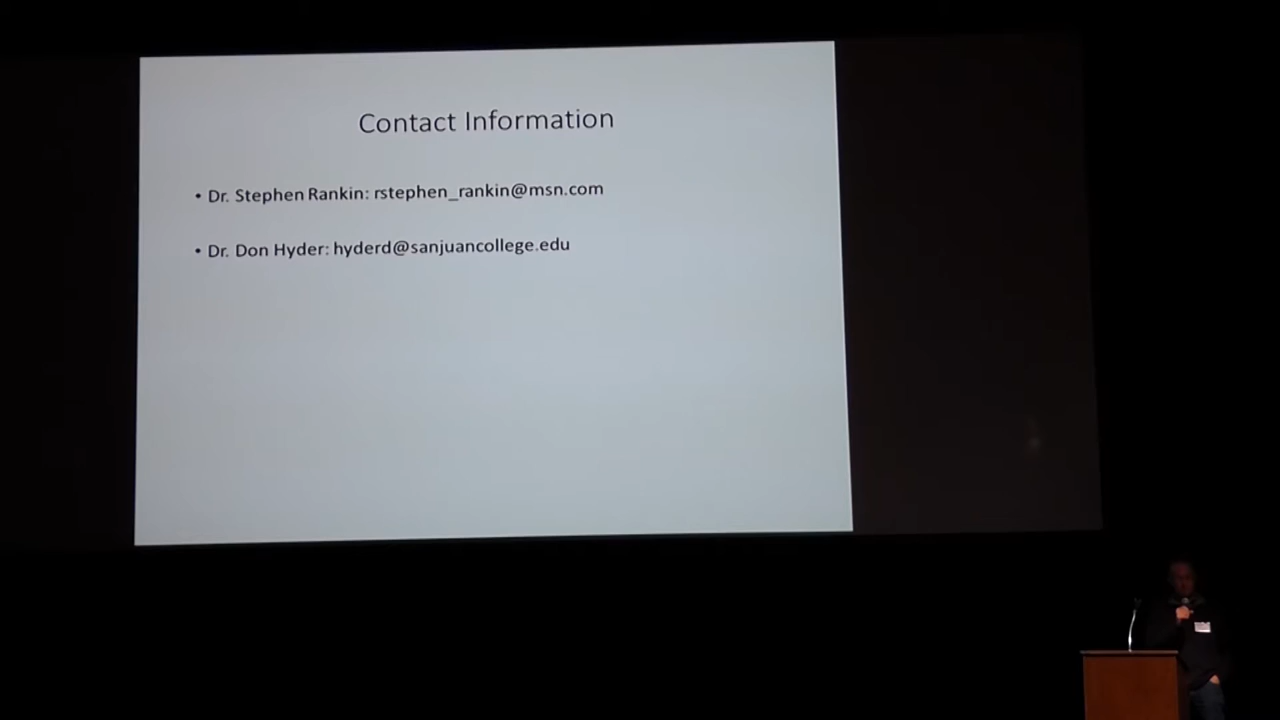 Contact Information
• Dr. Stephen Rankin: rstephen_rankin@msn.com
• Dr. Don Hyder: hyderd@sanjuancollege.edu